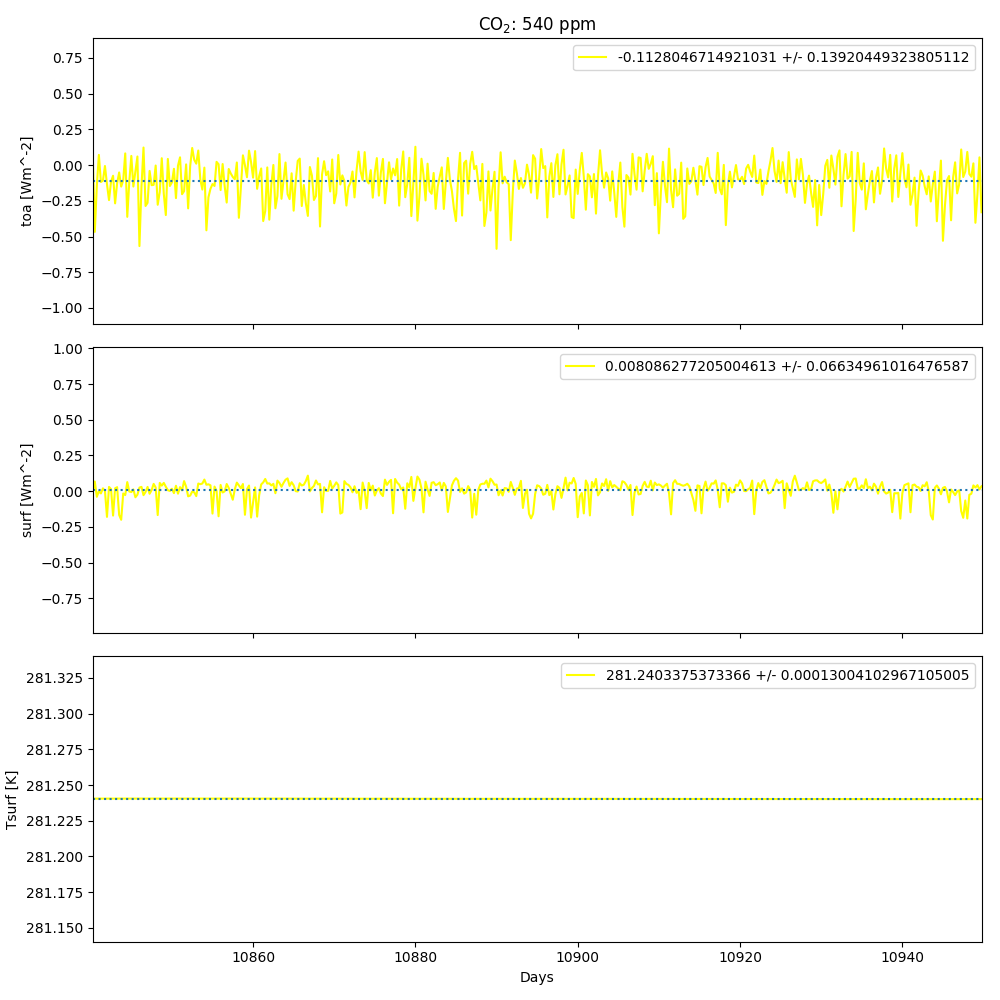 CO2: 540 ppm
-0.1128046714921031 +/- 0.13920449323805112
0.75
0.50
0.25
0.00
−0.25
−0.50
−0.75
−1.00
toa [Wm^-2]
0.008086277205004613 +/- 0.06634961016476587
1.00
0.75
0.50
0.25
0.00
−0.25
−0.50
−0.75
surf [Wm^-2]
281.2403375373366 +/- 0.00013004102967105005
281.325
281.300
281.275
281.250
281.225
281.200
281.175
281.150
Tsurf [K]
10860 10880 10900 10920 10940
Days